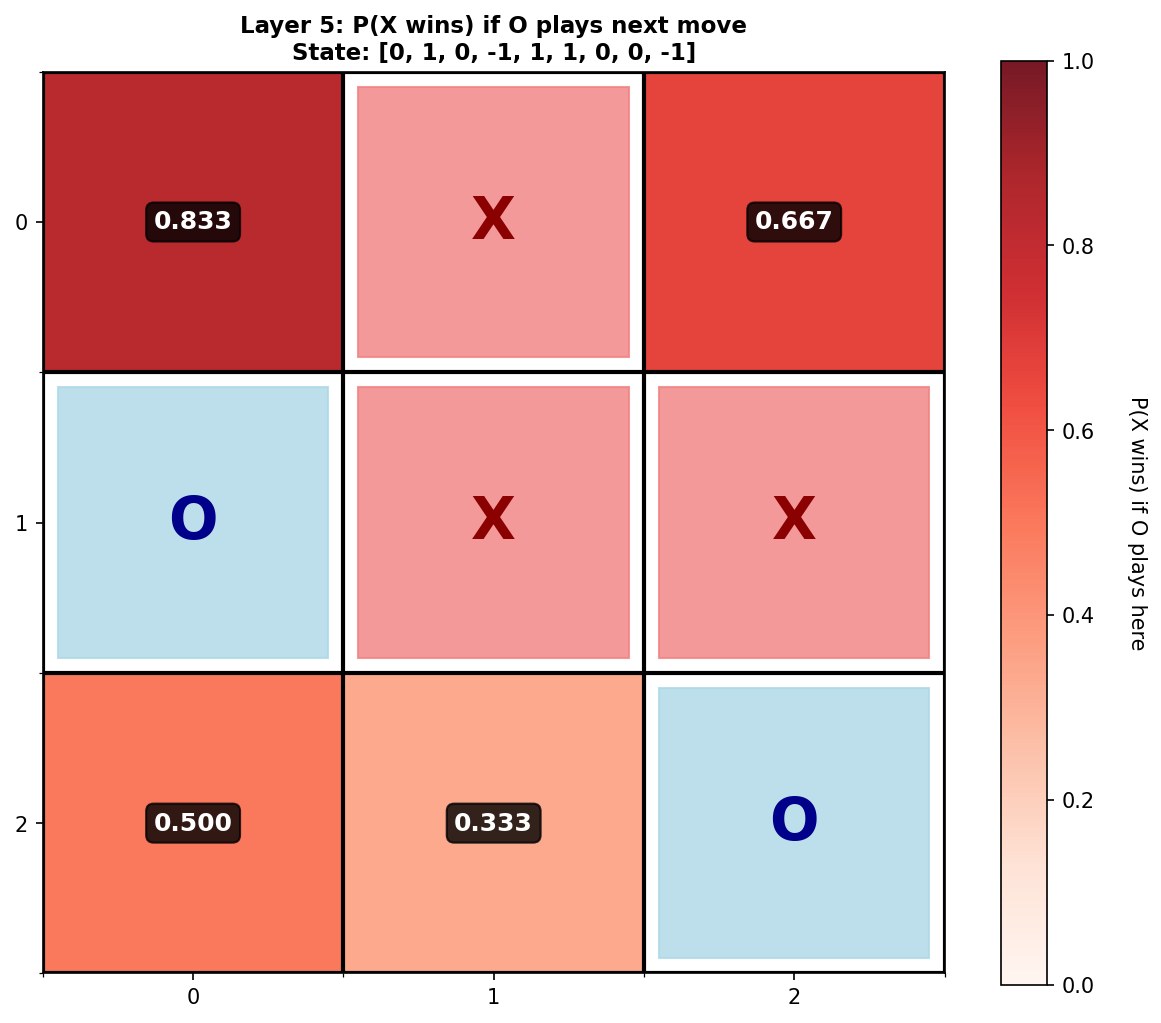 Layer 5: P(X wins) if O plays next move
State: [0, 1, 0, -1, 1, 1, 0, 0, -1]
0.833
X
0.667
0
O
X
X
1
0.500
0.333
O
2
0
1
2
1.0
0.8
0.6
0.4
0.2
0.0
P(X wins) if O plays here